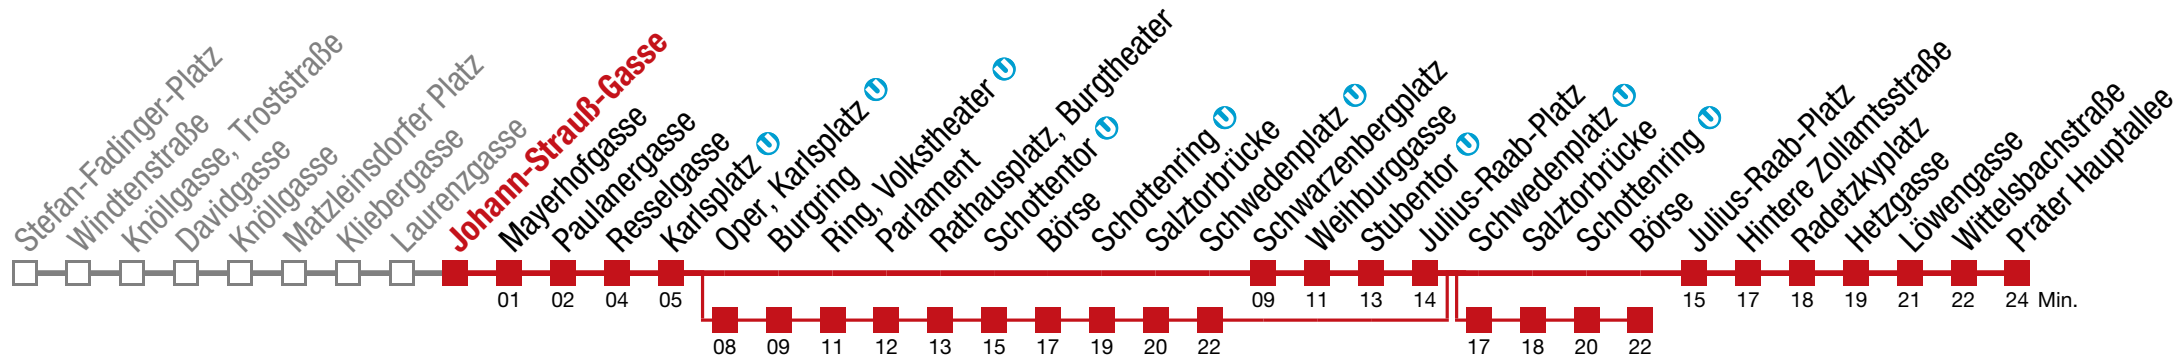 Stefan-Fadinger-Platz
Windtenstraße
Knöllgasse, Troststraße
Davidgasse
Knöllgasse
Matzleinsdorfer Platz
Kliebergasse
Laurenzgasse
Johann-Strauß-Gasse
Mayerhofgasse
Paulanergasse
Resselgasse
Karlsplatz U
Oper, Karlsplatz U
Burgring
Ring, Volkstheater U
Parlament
Rathausplatz, Burgtheater
Schottentor U
Börse
Schottenring U
Salztorbrücke
Schwedenplatz U
Schwarzenbergplatz
Weihburggasse
Stubentor U
Julius-Raab-Platz
Schwedenplatz U
Salztorbrücke
Schottenring U
Börse
Julius-Raab-Platz
Hintere Zollamtsstraße
Radetzkyplatz
Hetzgasse
Löwengasse
Wittelsbachstraße
Prater Hauptallee
01 02 04 05 09 11 13 14 15 17 18 19 21 22 24 Min.
08 09 11 12 13 15 17 19 20 22 17 18 20 22